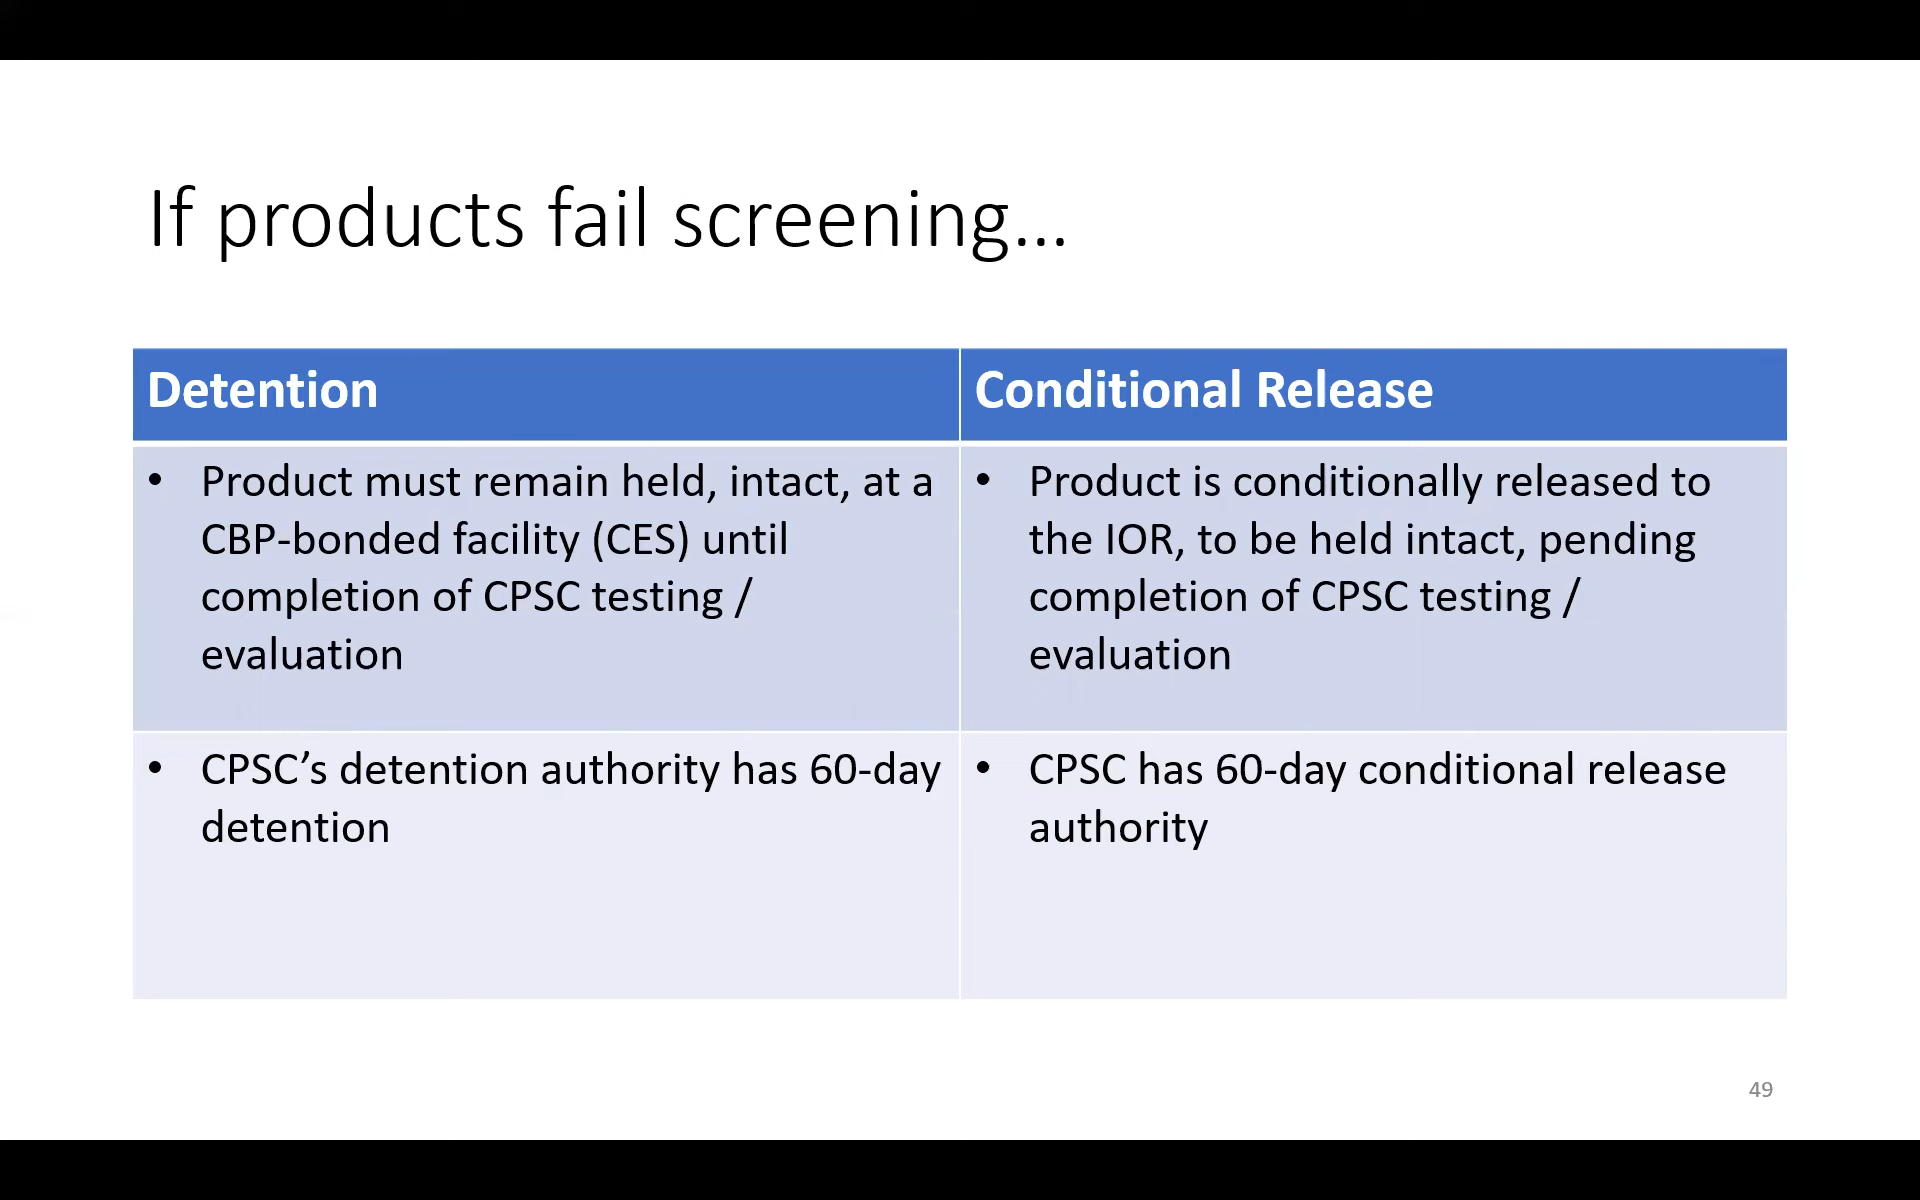 If products fail screening...
Detention
Conditional Release
• Product must remain held, intact, at a
CBP-bonded facility (CES) until
completion of CPSC testing /
evaluation
• Product is conditionally released to
the IOR, to be held intact, pending
completion of CPSC testing /
evaluation
• CPSC’s detention authority has 60-day
detention
• CPSC has 60-day conditional release
authority
49